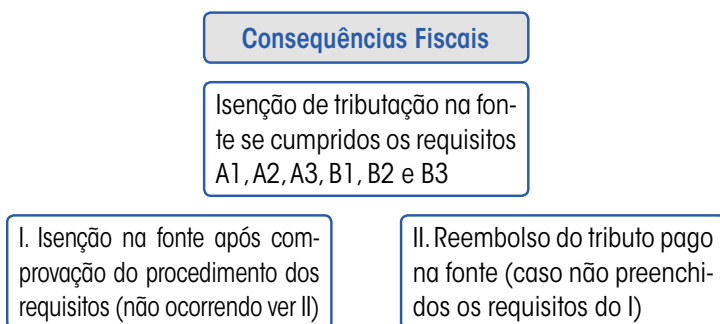 Consequências Fiscais
Isenção de tributação na fon-
te se cumpridos os requisitos
A1, A2, A3, B1, B2 e B3
I. Isenção na fonte após com-
provação do procedimento dos
requisitos (não ocorrendo ver II)
II. Reembolso do tributo pago
na fonte (caso não preenchi-
dos os requisitos do I)